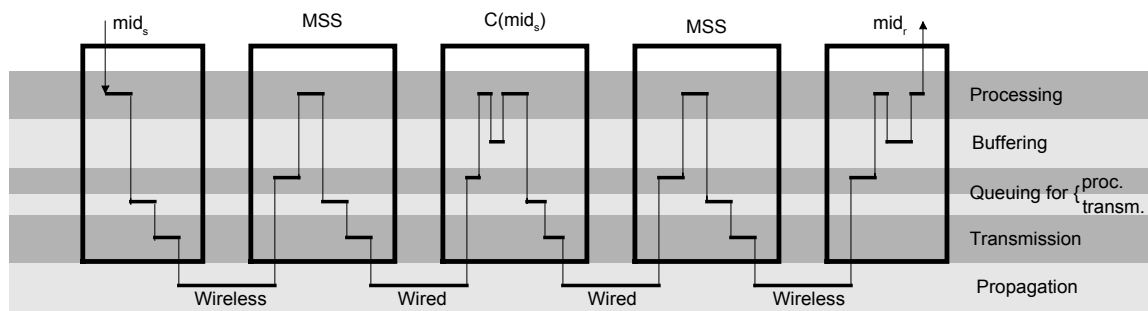 mid_s
MSS
C(mid_s)
MSS
mid_r
Processing
Buffering
Queuing for { proc.
transm.
Transmission
Wireless
Wired
Wired
Wireless
Propagation